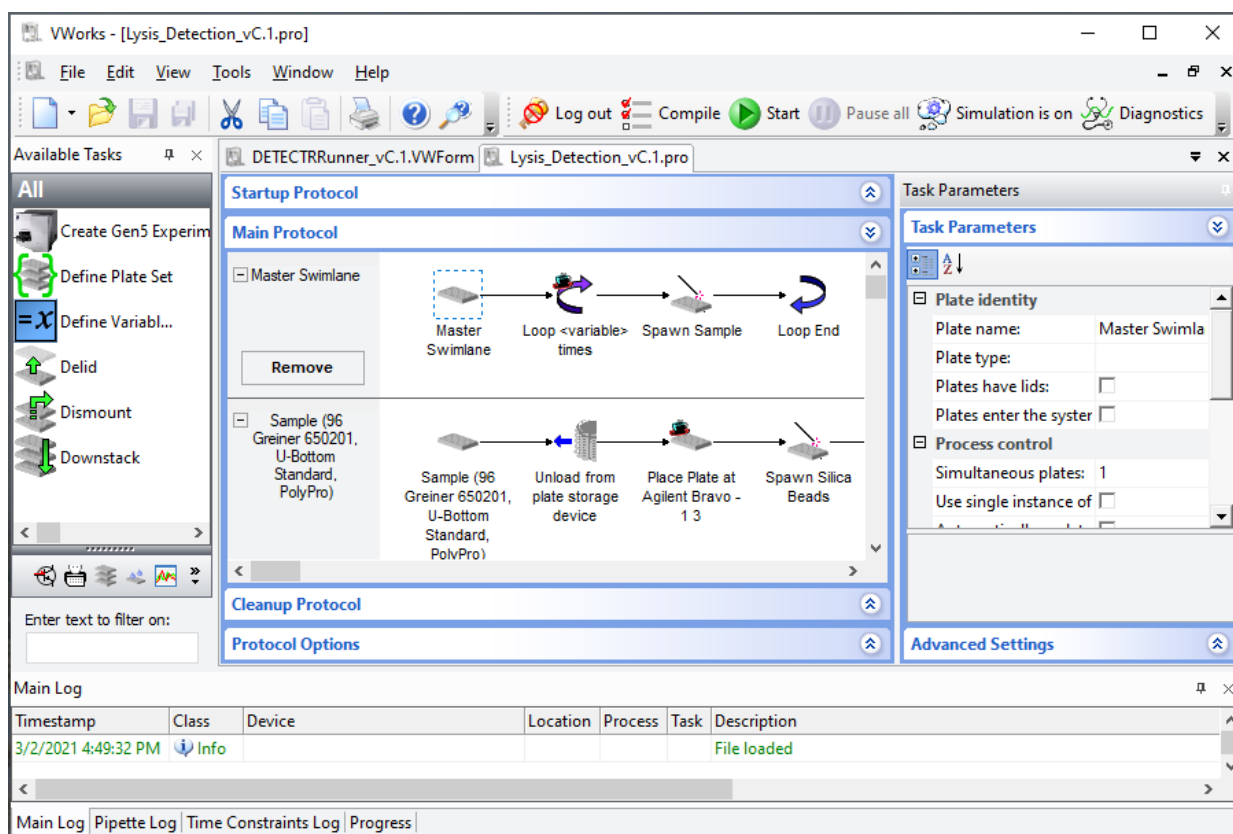 VWorks - [Lysis_Detection_vC.1.pro]
File Edit View Tools Window Help
Log out Compile Start Pause all Simulation is on Diagnostics
Available Tasks
DETECTRRunner_vC.1.VWForm Lysis_Detection_vC.1.pro
All
Create Gen5 Experim
Define Plate Set
=x Define Variabl...
Delid
Dismount
Downstack
Enter text to filter on:
Startup Protocol
Main Protocol
Master Swimlane
Remove
Master
Swimlane
Loop <variable>
times
Spawn Sample
Loop End
Sample (96
Greiner 650201,
U-Bottom
Standard,
PolyPro)
Sample (96
Greiner 650201,
U-Bottom
Standard,
PolyPro)
Unload from
plate storage
device
Place Plate at
Agilent Bravo -
1 3
Spawn Silica
Beads
Cleanup Protocol
Protocol Options
Task Parameters
Task Parameters
Plate identity
Plate name: Master Swimla
Plate type:
Plates have lids:
Plates enter the syster
Process control
Simultaneous plates: 1
Use single instance of
Advanced Settings
Main Log
Timestamp Class Device Location Process Task Description
3/2/2021 4:49:32 PM Info File loaded
Main Log Pipette Log Time Constraints Log Progress